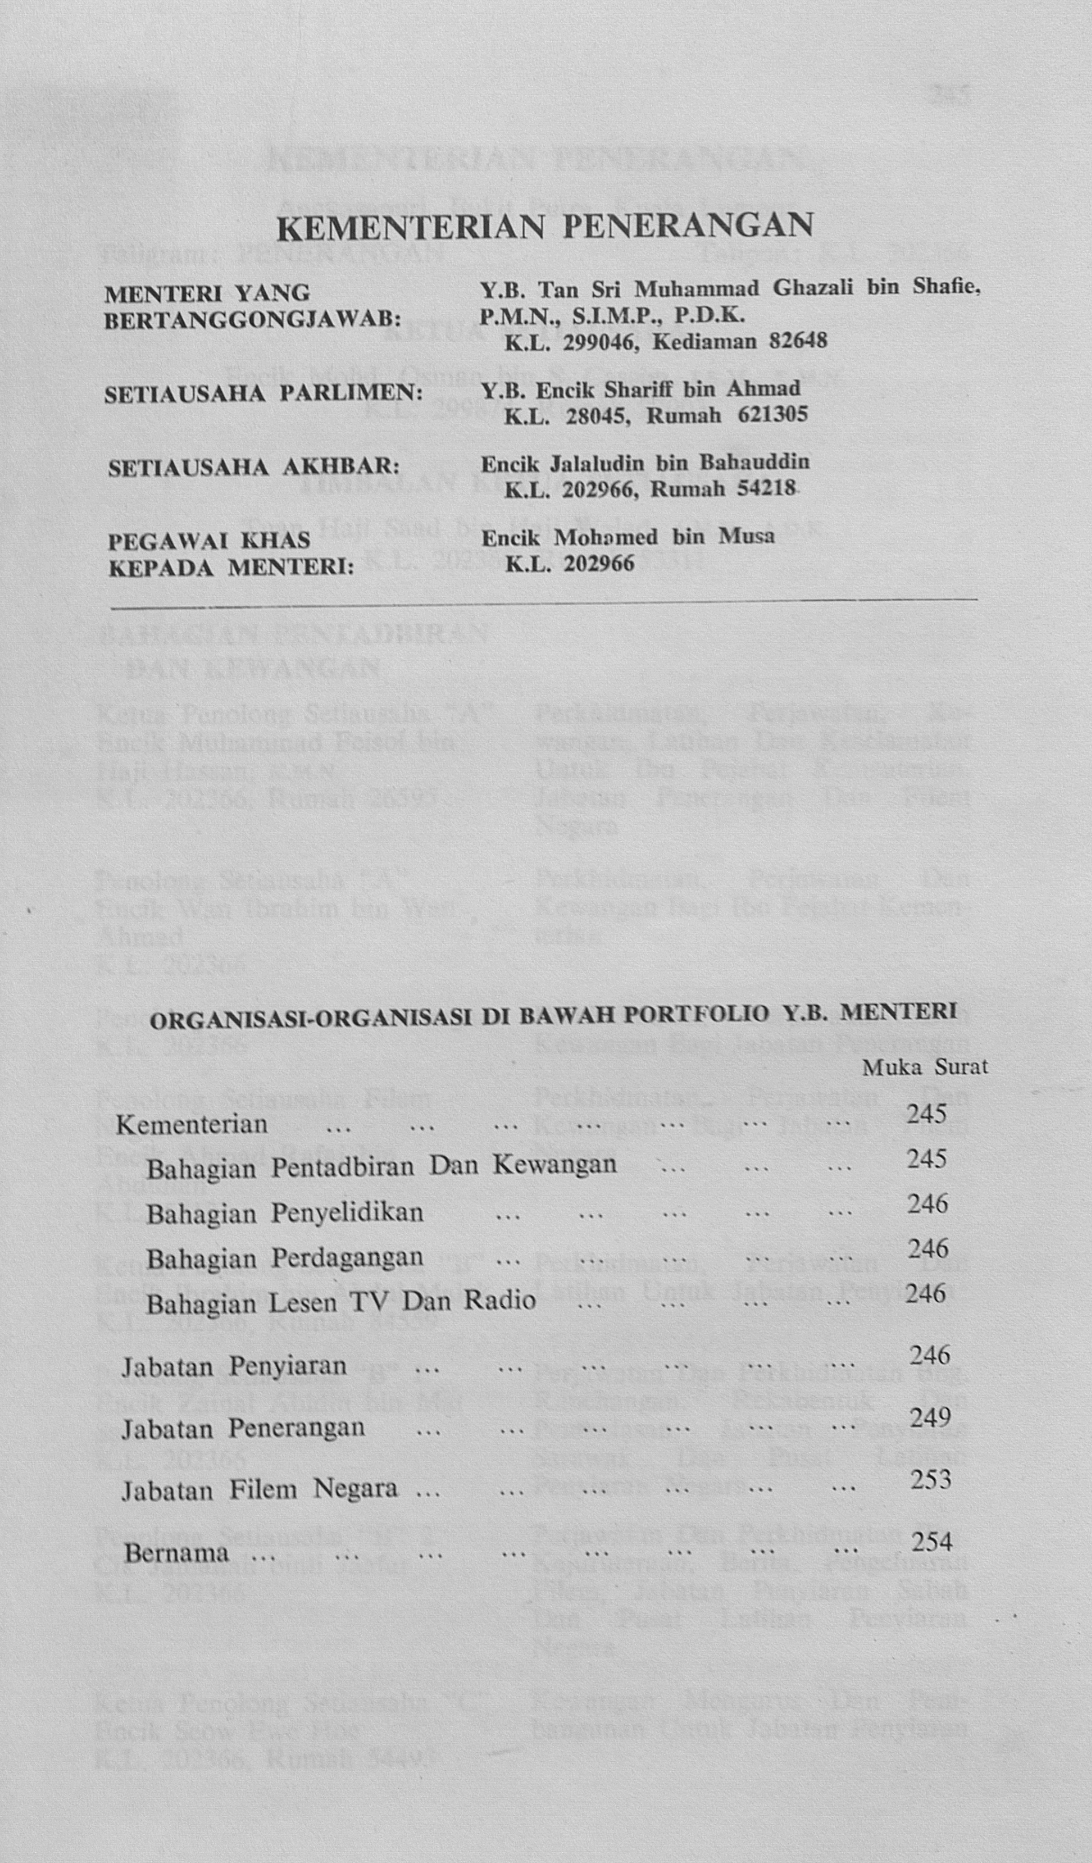 KEMENTERIAN PENERANGAN
MENTERI YANG BERTANGGONGJAWAB: Y.B. Tan Sri Muhammad Ghazali bin Shafie, P.M.N., S.I.M.P., P.D.K.
K.L. 299046, Kediaman 82648
SETIAUSAHA PARLIMEN: Y.B. Encik Shariff bin Ahmad
K.L. 28045, Rumah 621305
SETIAUSAHA AKHBAR: Encik Jalaludin bin Bahauddin
K.L. 202966, Rumah 54218
PEGAWAI KHAS KEPADA MENTERI: Encik Mohamed bin Musa
K.L. 202966
ORGANISASI-ORGANISASI DI BAWAH PORTFOLIO Y.B. MENTERI
Muka Surat
Kementerian ... ... ... ... ... ... ... 245
Bahagian Pentadbiran Dan Kewangan ... ... ... 245
Bahagian Penyelidikan ... ... ... ... ... 246
Bahagian Perdagangan ... ... ... ... ... 246
Bahagian Lesen TV Dan Radio ... ... ... ... 246
Jabatan Penyiaran ... ... ... ... ... ... 246
Jabatan Penerangan ... ... ... ... ... ... 249
Jabatan Filem Negara ... ... ... ... ... ... 253
Bernama ... ... ... ... ... ... ... ... 254